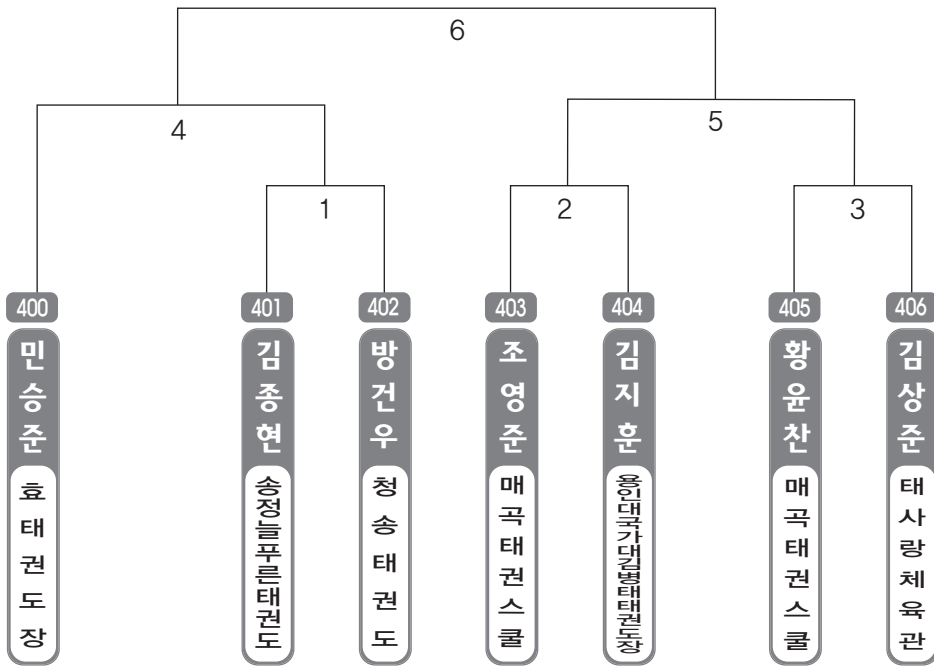 6
4
5
1
2
3
400
401
402
403
404
405
406
민승준
김종현
방건우
조영준
김지훈
황윤찬
김상준
효태권도장
송정늘푸른태권도
청송태권도
매곡태권스쿨
용인대국가대김병태태권도장
매곡태권스쿨
태사랑체육관